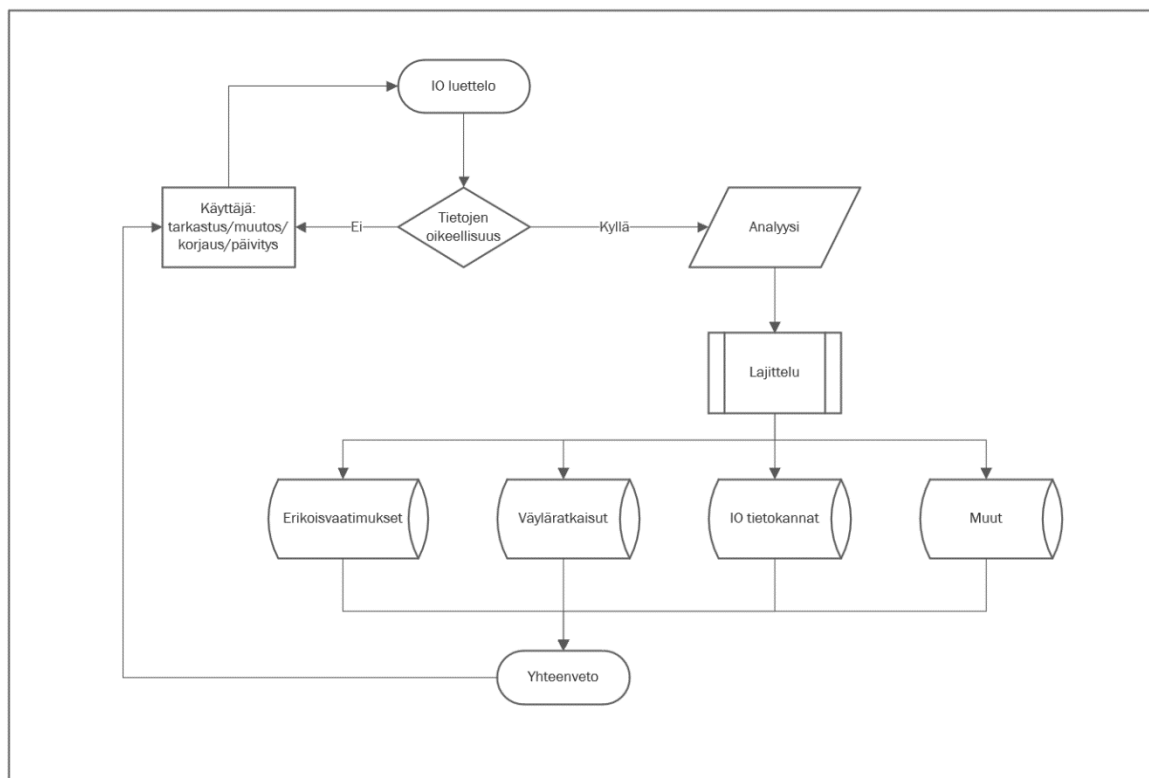 IO luettelo
Käyttäjä:
tarkastus/muutos/
korjaus/päivitys
Ei
Tietojen
oikeellisuus
Kyllä
Analyysi
Lajittelu
Erikoisvaatimukset
Väyläratkaisut
IO tietokannat
Muut
Yhteenveto